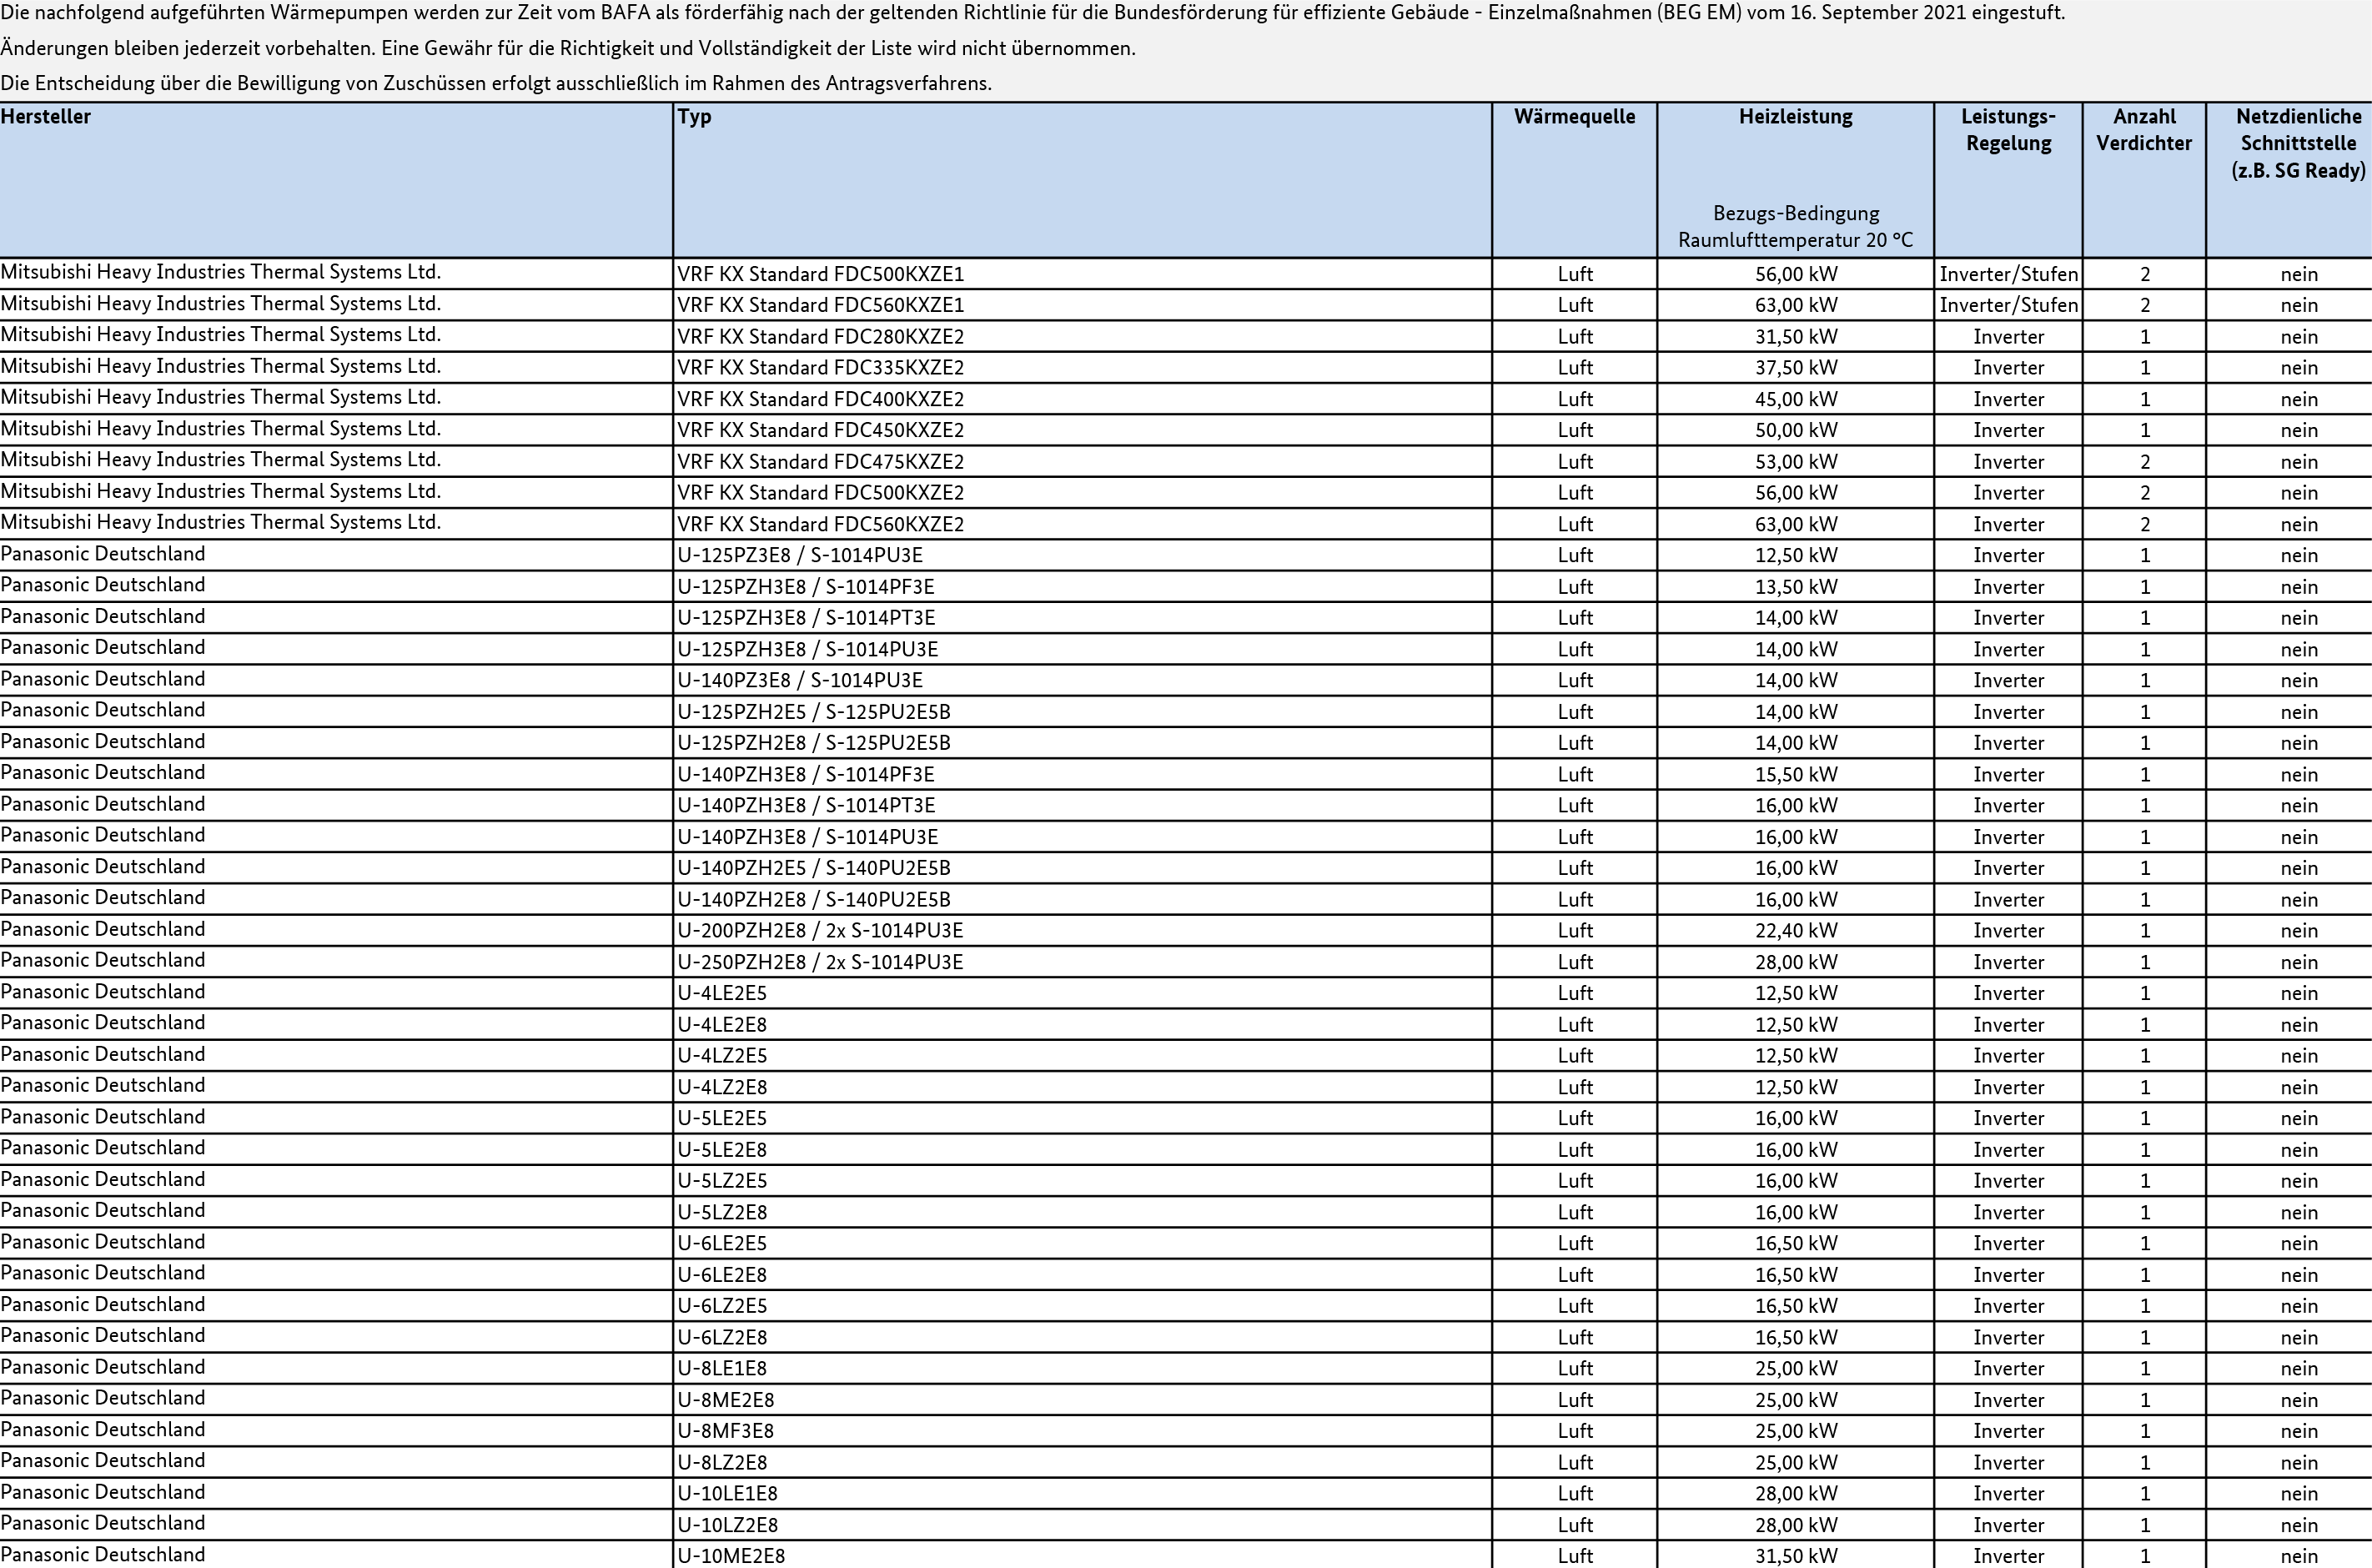 Die nachfolgend aufgeführten Wärmepumpen werden zur Zeit vom BAFA als förderfähig nach der geltenden Richtlinie für die Bundesförderung für effiziente Gebäude - Einzelmaßnahmen (BEG EM) vom 16. September 2021 eingestuft.
Änderungen bleiben jederzeit vorbehalten. Eine Gewähr für die Richtigkeit und Vollständigkeit der Liste wird nicht übernommen.
Die Entscheidung über die Bewilligung von Zuschüssen erfolgt ausschließlich im Rahmen des Antragsverfahrens.
Hersteller Typ Wärmequelle Heizleistung Leistungs- Anzahl Netzdienliche
Regelung Verdichter Schnittstelle
(z.B. SG Ready)
Bezugs-Bedingung
Raumlufttemperatur 20 °C
Mitsubishi Heavy Industries Thermal Systems Ltd. VRF KX Standard FDC500KXZE1 Luft 56,00 kW Inverter/Stufen 2 nein
Mitsubishi Heavy Industries Thermal Systems Ltd. VRF KX Standard FDC560KXZE1 Luft 63,00 kW Inverter/Stufen 2 nein
Mitsubishi Heavy Industries Thermal Systems Ltd. VRF KX Standard FDC280KXZE2 Luft 31,50 kW Inverter 1 nein
Mitsubishi Heavy Industries Thermal Systems Ltd. VRF KX Standard FDC335KXZE2 Luft 37,50 kW Inverter 1 nein
Mitsubishi Heavy Industries Thermal Systems Ltd. VRF KX Standard FDC400KXZE2 Luft 45,00 kW Inverter 1 nein
Mitsubishi Heavy Industries Thermal Systems Ltd. VRF KX Standard FDC450KXZE2 Luft 50,00 kW Inverter 1 nein
Mitsubishi Heavy Industries Thermal Systems Ltd. VRF KX Standard FDC475KXZE2 Luft 53,00 kW Inverter 2 nein
Mitsubishi Heavy Industries Thermal Systems Ltd. VRF KX Standard FDC500KXZE2 Luft 56,00 kW Inverter 2 nein
Mitsubishi Heavy Industries Thermal Systems Ltd. VRF KX Standard FDC560KXZE2 Luft 63,00 kW Inverter 2 nein
Panasonic Deutschland U-125PZ3E8 / S-1014PU3E Luft 12,50 kW Inverter 1 nein
Panasonic Deutschland U-125PZH3E8 / S-1014PF3E Luft 13,50 kW Inverter 1 nein
Panasonic Deutschland U-125PZH3E8 / S-1014PT3E Luft 14,00 kW Inverter 1 nein
Panasonic Deutschland U-125PZH3E8 / S-1014PU3E Luft 14,00 kW Inverter 1 nein
Panasonic Deutschland U-140PZ3E8 / S-1014PU3E Luft 14,00 kW Inverter 1 nein
Panasonic Deutschland U-125PZH2E5 / S-125PU2E5B Luft 14,00 kW Inverter 1 nein
Panasonic Deutschland U-125PZH2E8 / S-125PU2E5B Luft 14,00 kW Inverter 1 nein
Panasonic Deutschland U-140PZH3E8 / S-1014PF3E Luft 15,50 kW Inverter 1 nein
Panasonic Deutschland U-140PZH3E8 / S-1014PT3E Luft 16,00 kW Inverter 1 nein
Panasonic Deutschland U-140PZH3E8 / S-1014PU3E Luft 16,00 kW Inverter 1 nein
Panasonic Deutschland U-140PZH2E5 / S-140PU2E5B Luft 16,00 kW Inverter 1 nein
Panasonic Deutschland U-140PZH2E8 / S-140PU2E5B Luft 16,00 kW Inverter 1 nein
Panasonic Deutschland U-200PZH2E8 / 2x S-1014PU3E Luft 22,40 kW Inverter 1 nein
Panasonic Deutschland U-250PZH2E8 / 2x S-1014PU3E Luft 28,00 kW Inverter 1 nein
Panasonic Deutschland U-4LE2E5 Luft 12,50 kW Inverter 1 nein
Panasonic Deutschland U-4LE2E8 Luft 12,50 kW Inverter 1 nein
Panasonic Deutschland U-4LZ2E5 Luft 12,50 kW Inverter 1 nein
Panasonic Deutschland U-4LZ2E8 Luft 12,50 kW Inverter 1 nein
Panasonic Deutschland U-5LE2E5 Luft 16,00 kW Inverter 1 nein
Panasonic Deutschland U-5LE2E8 Luft 16,00 kW Inverter 1 nein
Panasonic Deutschland U-5LZ2E5 Luft 16,00 kW Inverter 1 nein
Panasonic Deutschland U-5LZ2E8 Luft 16,00 kW Inverter 1 nein
Panasonic Deutschland U-6LE2E5 Luft 16,50 kW Inverter 1 nein
Panasonic Deutschland U-6LE2E8 Luft 16,50 kW Inverter 1 nein
Panasonic Deutschland U-6LZ2E5 Luft 16,50 kW Inverter 1 nein
Panasonic Deutschland U-6LZ2E8 Luft 16,50 kW Inverter 1 nein
Panasonic Deutschland U-8LE1E8 Luft 25,00 kW Inverter 1 nein
Panasonic Deutschland U-8ME2E8 Luft 25,00 kW Inverter 1 nein
Panasonic Deutschland U-8MF3E8 Luft 25,00 kW Inverter 1 nein
Panasonic Deutschland U-8LZ2E8 Luft 25,00 kW Inverter 1 nein
Panasonic Deutschland U-10LE1E8 Luft 28,00 kW Inverter 1 nein
Panasonic Deutschland U-10LZ2E8 Luft 28,00 kW Inverter 1 nein
Panasonic Deutschland U-10ME2E8 Luft 31,50 kW Inverter 1 nein